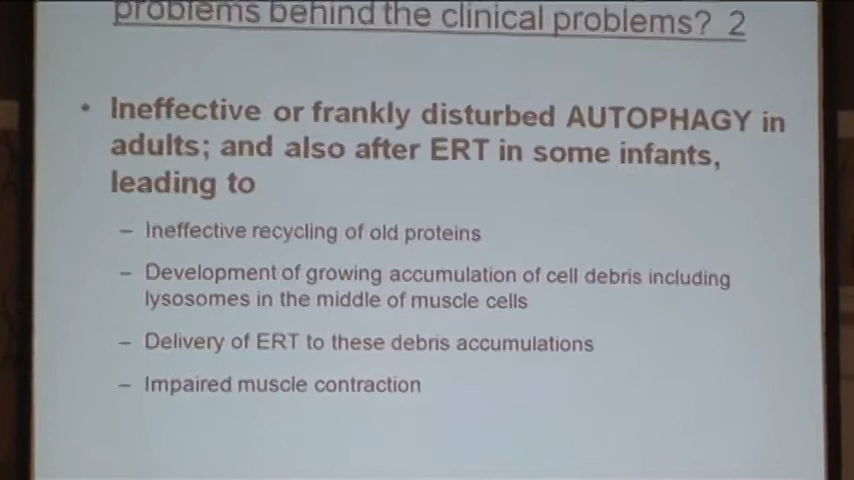 problems behind the clinical problems? 2
• Ineffective or frankly disturbed AUTOPHAGY in
adults; and also after ERT in some infants,
leading to
– Ineffective recycling of old proteins
– Development of growing accumulation of cell debris including
lysosomes in the middle of muscle cells
– Delivery of ERT to these debris accumulations
– Impaired muscle contraction